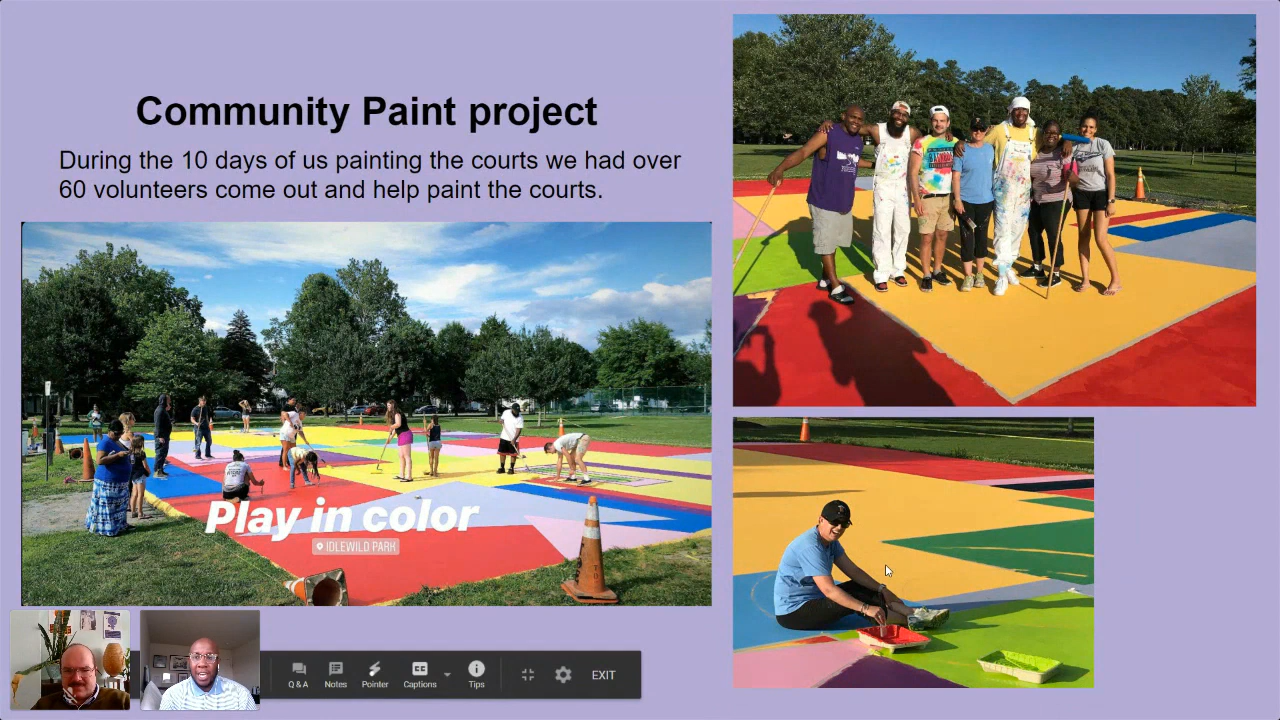 Community Paint project
During the 10 days of us painting the courts we had over
60 volunteers come out and help paint the courts.
Play in color
IDLEWILD PARK
Q & A
Notes
Pointer
Captions
Tips
EXIT